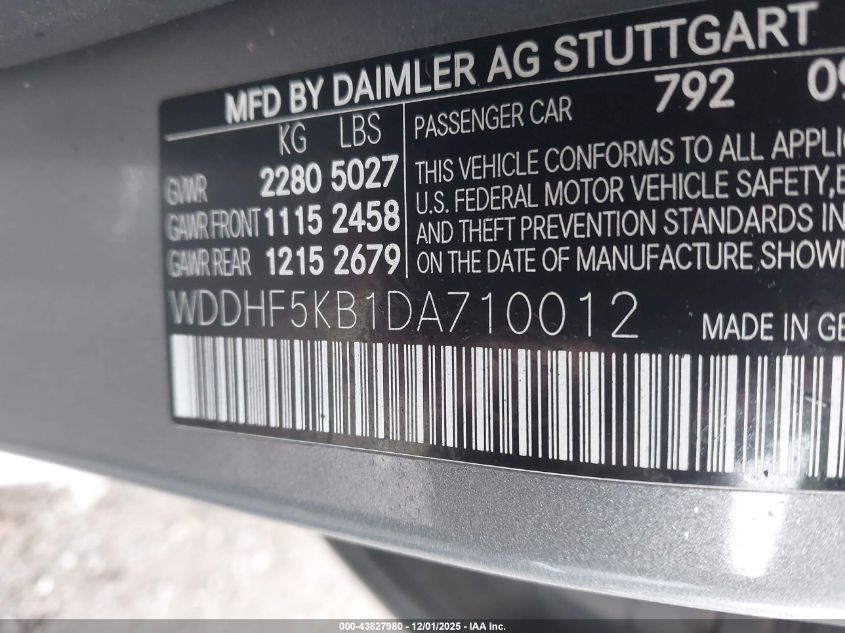 MFD BY DAIMLER AG STUTTGART
KG LBS PASSENGER CAR 792 09
GVWR 2280 5027 THIS VEHICLE CONFORMS TO ALL
GAWR FRONT 1115 2458 U.S. FEDERAL MOTOR VEHICLE SAFETY,
GAWR REAR 1215 2679 AND THEFT PREVENTION STANDARDS IN
ON THE DATE OF MANUFACTURE SHOWN
WDDHF5KB1DA710012 MADE IN
000-43827980 - 12/01/2025 - IAA Inc.